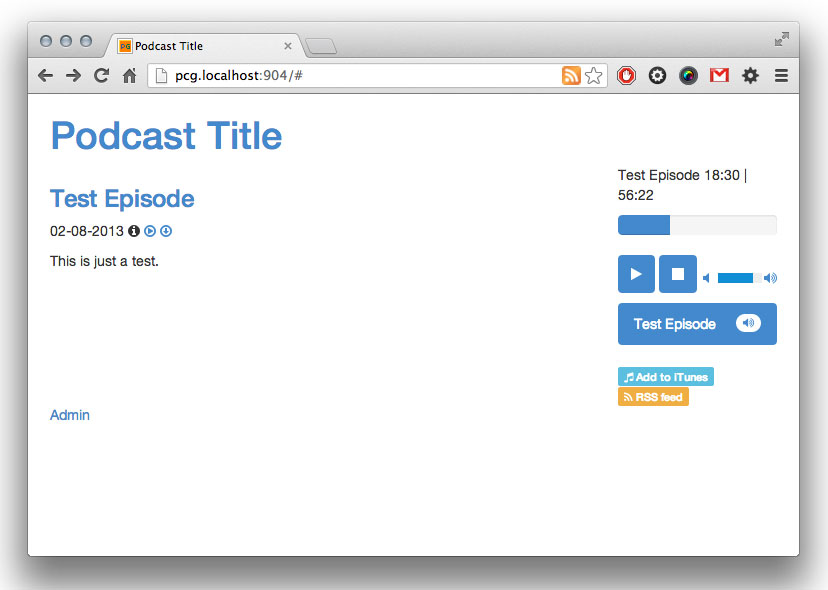 PG Podcast Title
pcg.localhost:904/#
Podcast Title
Test Episode
02-08-2013
This is just a test.
Admin
Test Episode 18:30 |
56:22
Test Episode
Add to iTunes
RSS feed